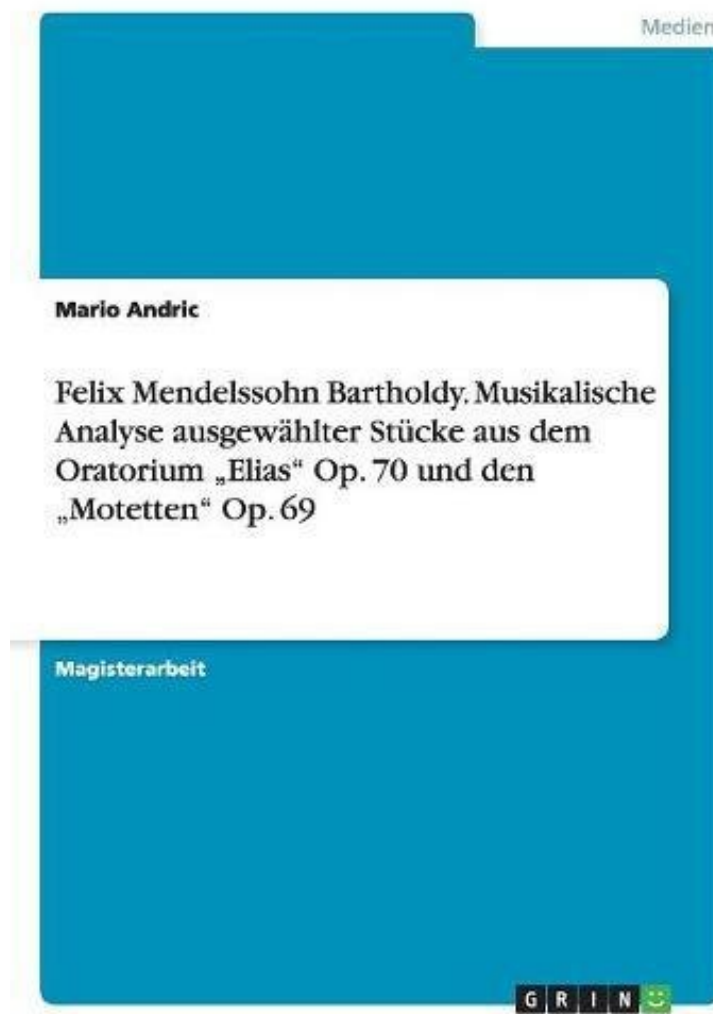 Medien
Mario Andric
Felix Mendelssohn Bartholdy. Musikalische
Analyse ausgewählter Stücke aus dem
Oratorium „Elias“ Op. 70 und den
„Motetten“ Op. 69
Magisterarbeit
GRIN